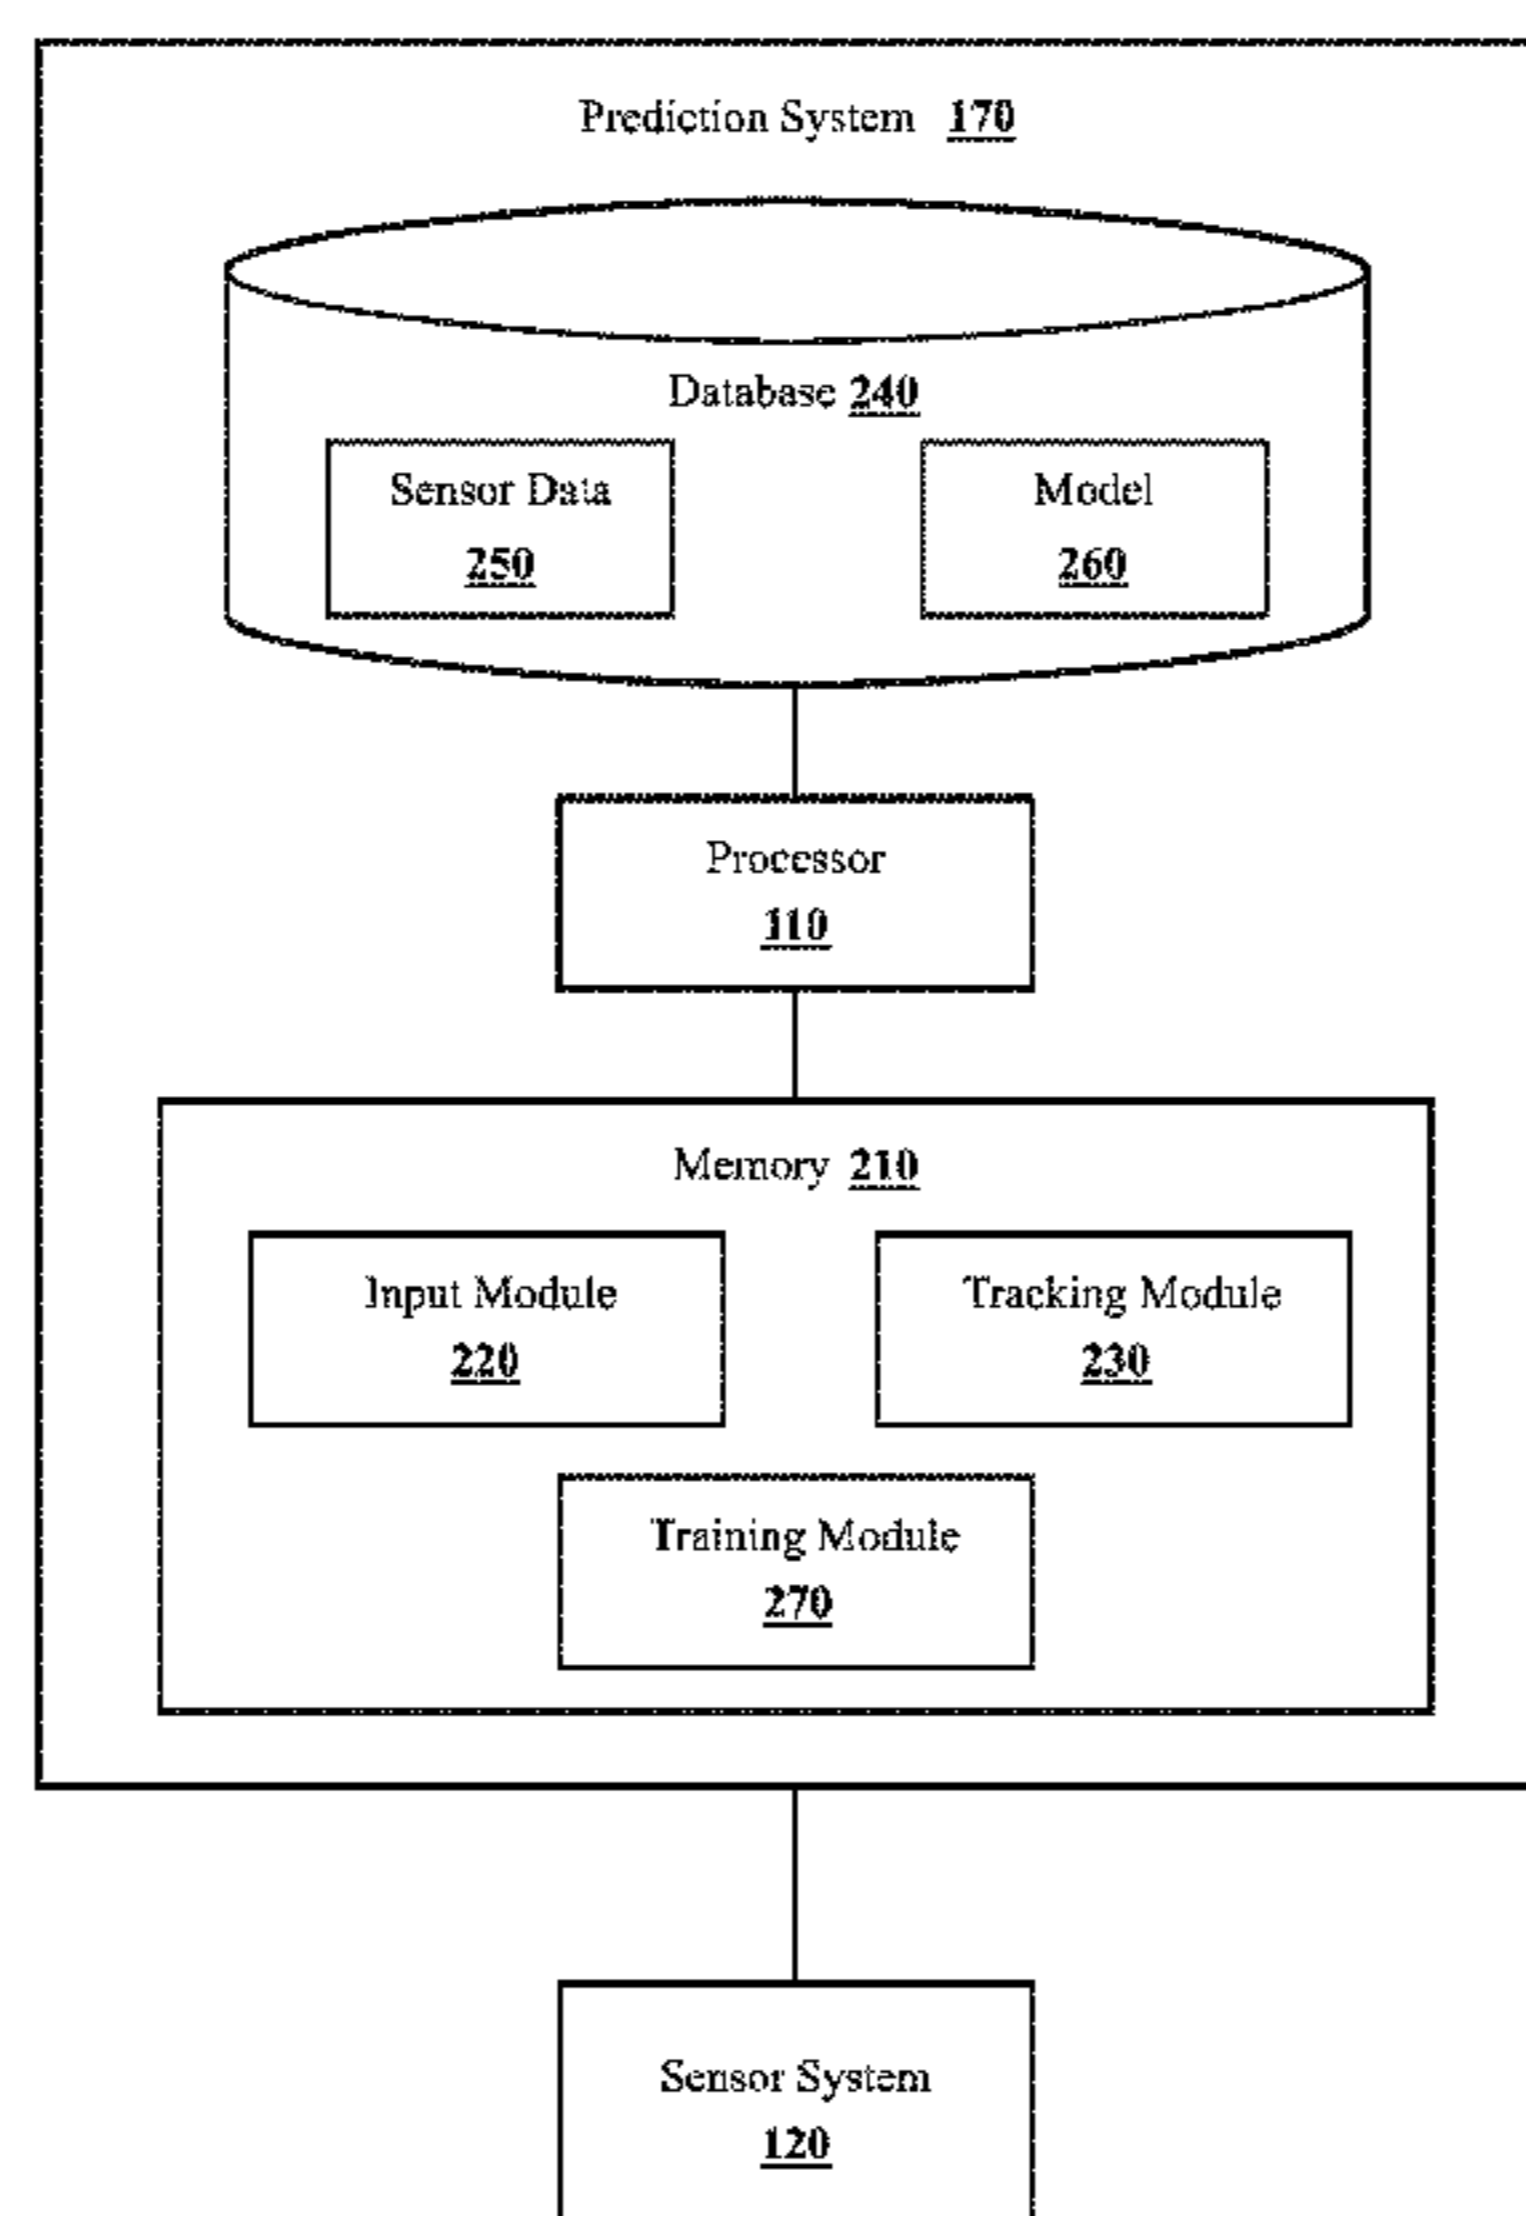 Prediction System 170
Database 240
Sensor Data
250
Model
260
Processor
110
Memory 210
Input Module
220
Tracking Module
230
Training Module
270
Sensor System
120